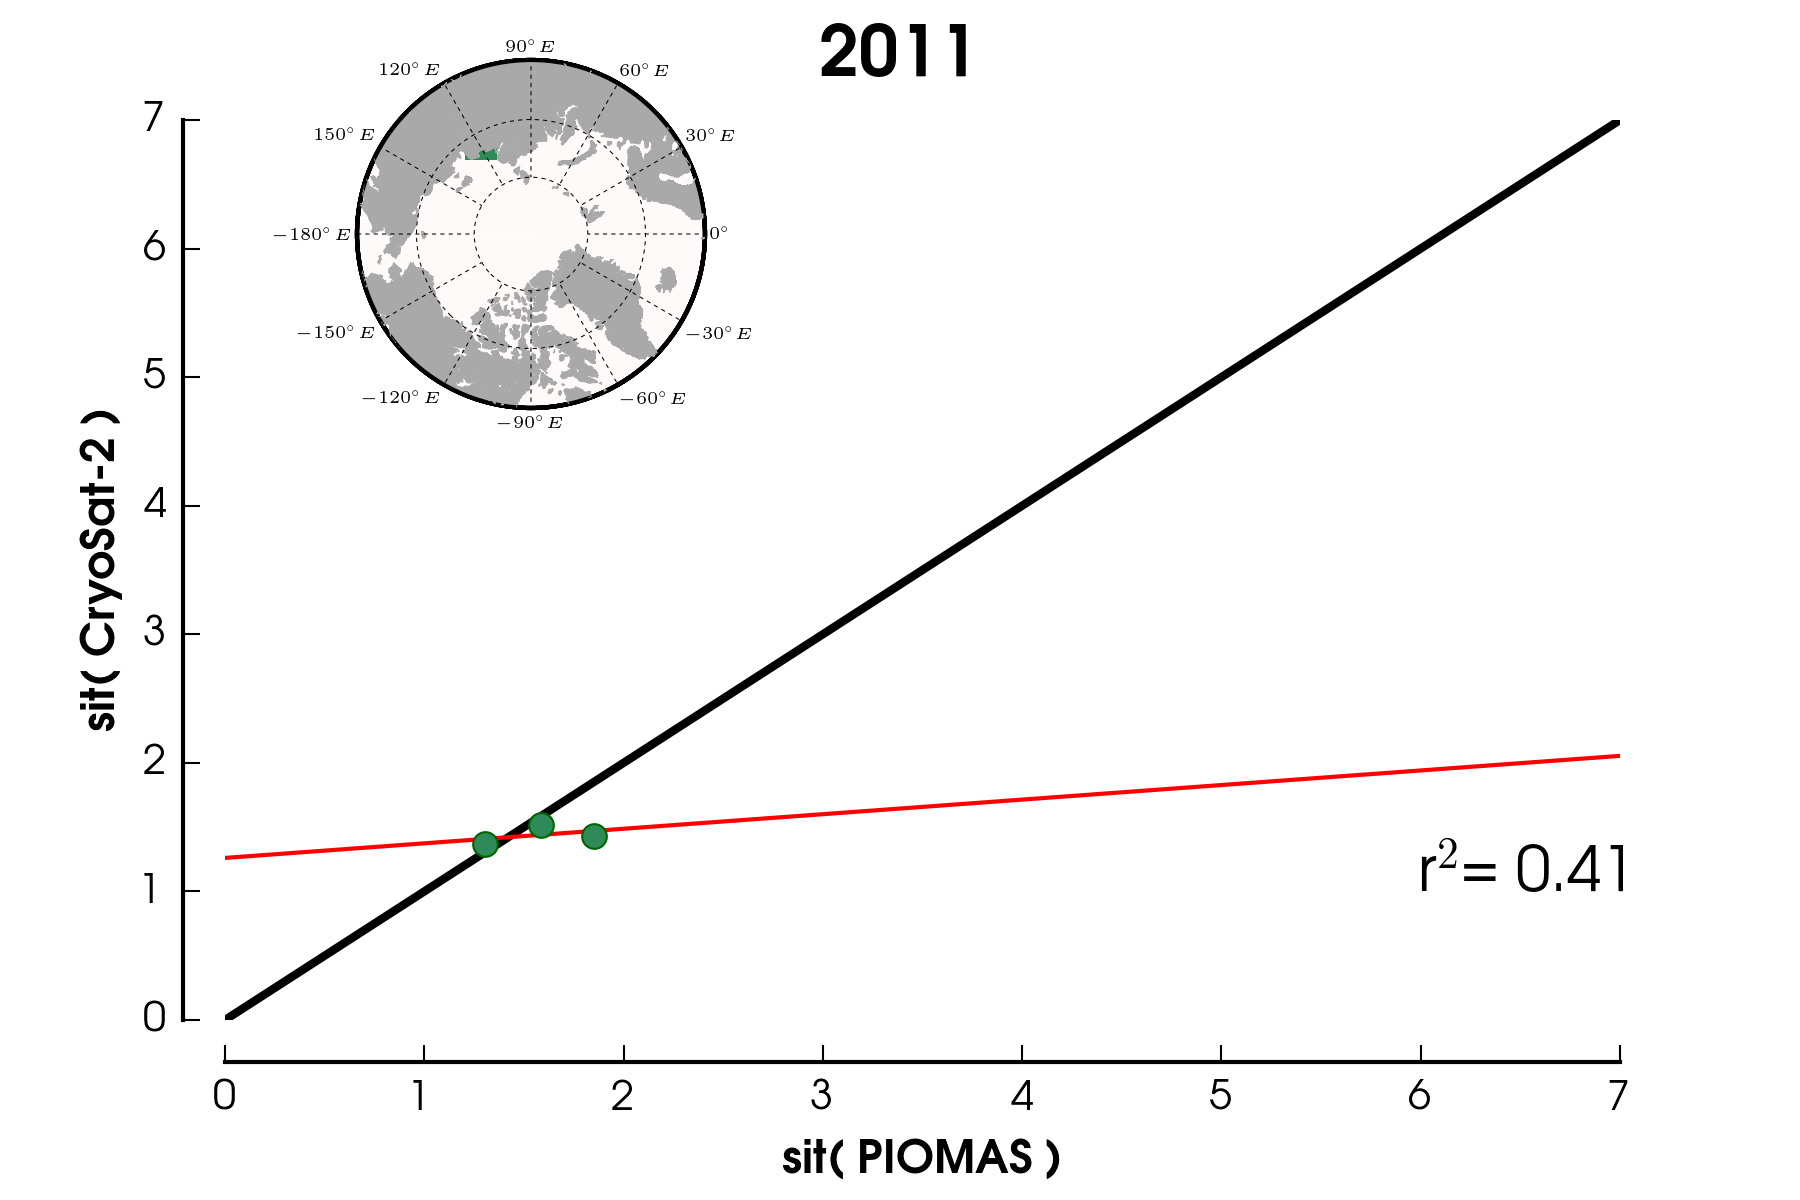 2011
90° E
120° E
60° E
150° E
30° E
−180° E
0°
−150° E
−30° E
−120° E
−60° E
−90° E
7
6
5
4
3
2
1
0
sit( CryoSat-2 )
r²= 0.41
0 1 2 3 4 5 6 7
sit( PIOMAS )